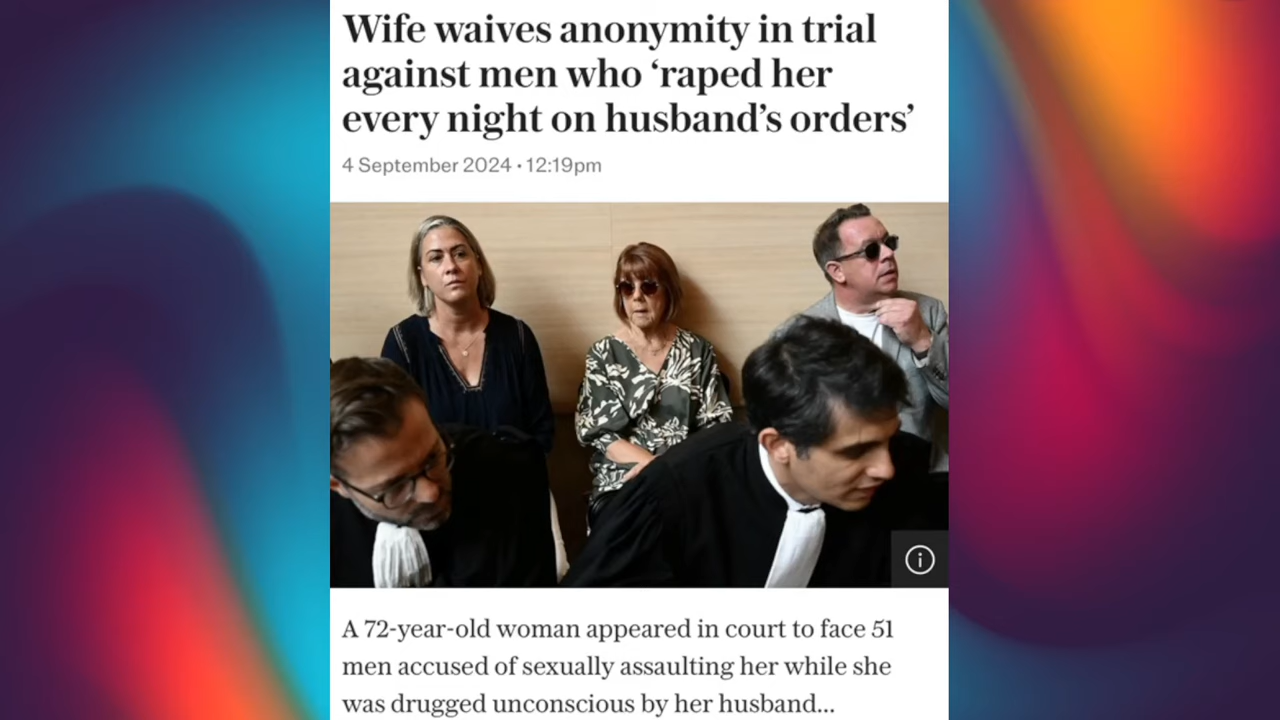 Wife waives anonymity in trial
against men who ‘raped her
every night on husband’s orders’
4 September 2024 • 12:19pm
A 72-year-old woman appeared in court to face 51
men accused of sexually assaulting her while she
was drugged unconscious by her husband...